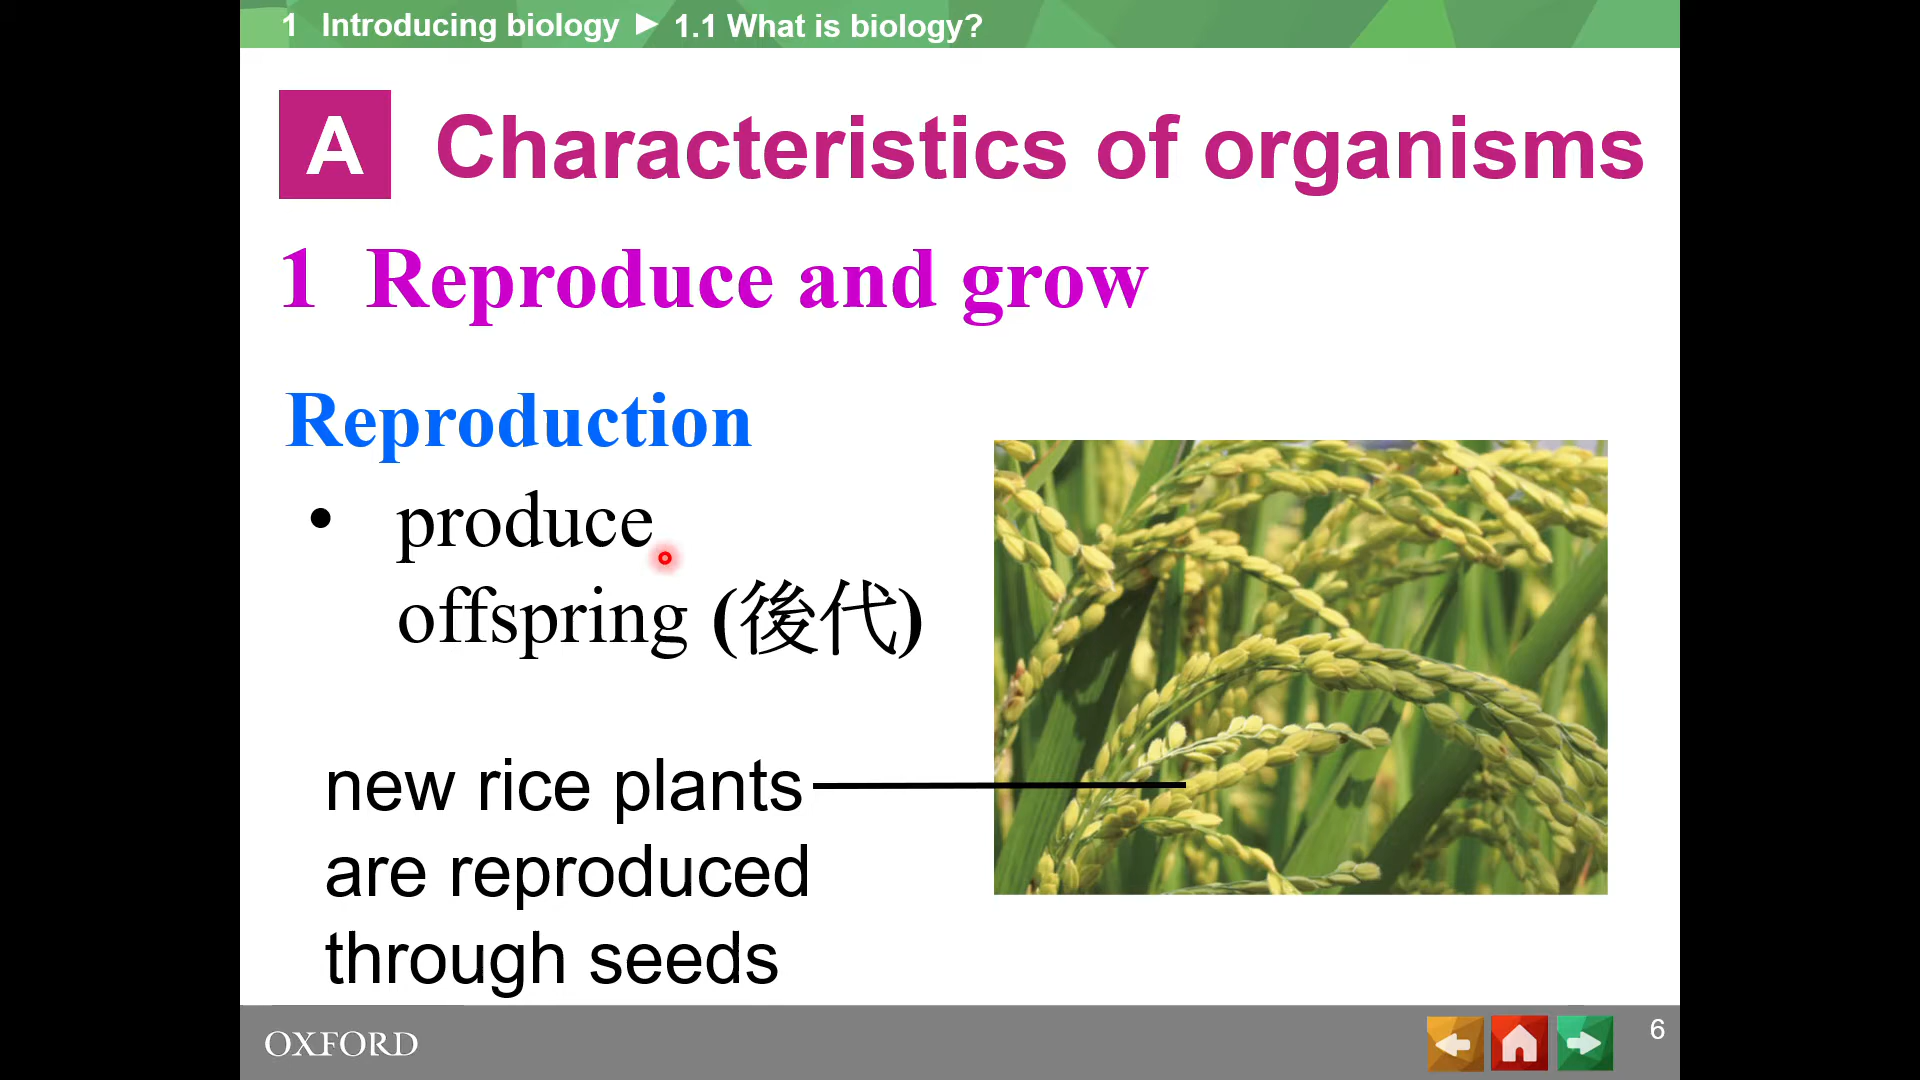 1 Introducing biology ► 1.1 What is biology?
A Characteristics of organisms
1 Reproduce and grow
Reproduction
• produce
offspring (後代)
new rice plants
are reproduced
through seeds
OXFORD
6